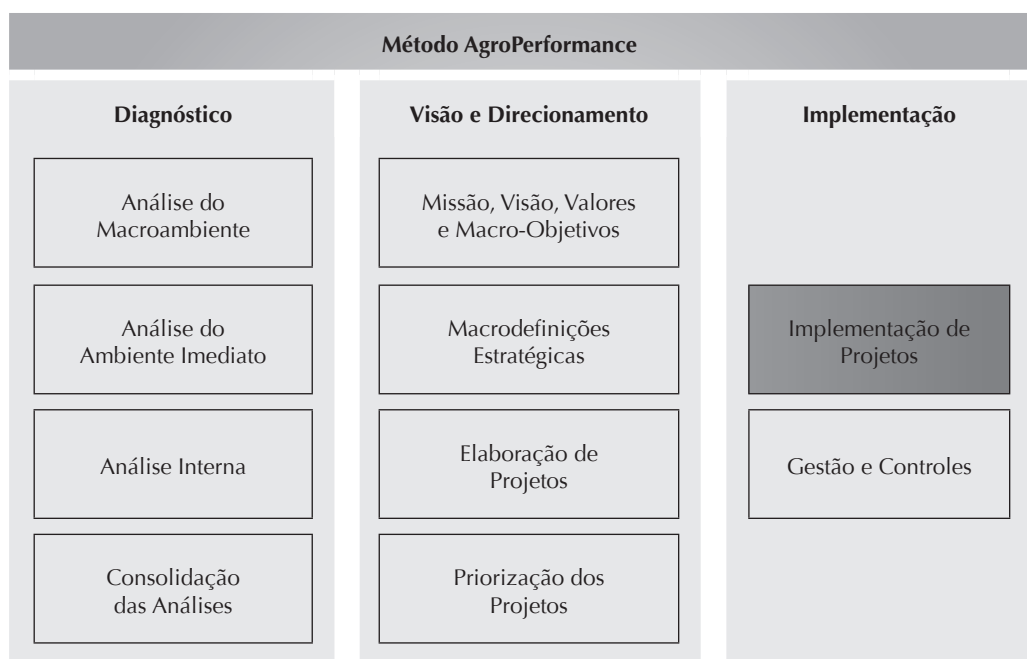 Método AgroPerformance
Diagnóstico
Análise do
Macroambiente
Análise do
Ambiente Imediato
Análise Interna
Consolidação
das Análises
Visão e Direcionamento
Missão, Visão, Valores
e Macro-Objetivos
Macrodefinições
Estratégicas
Elaboração de
Projetos
Priorização dos
Projetos
Implementação
Implementação de
Projetos
Gestão e Controles